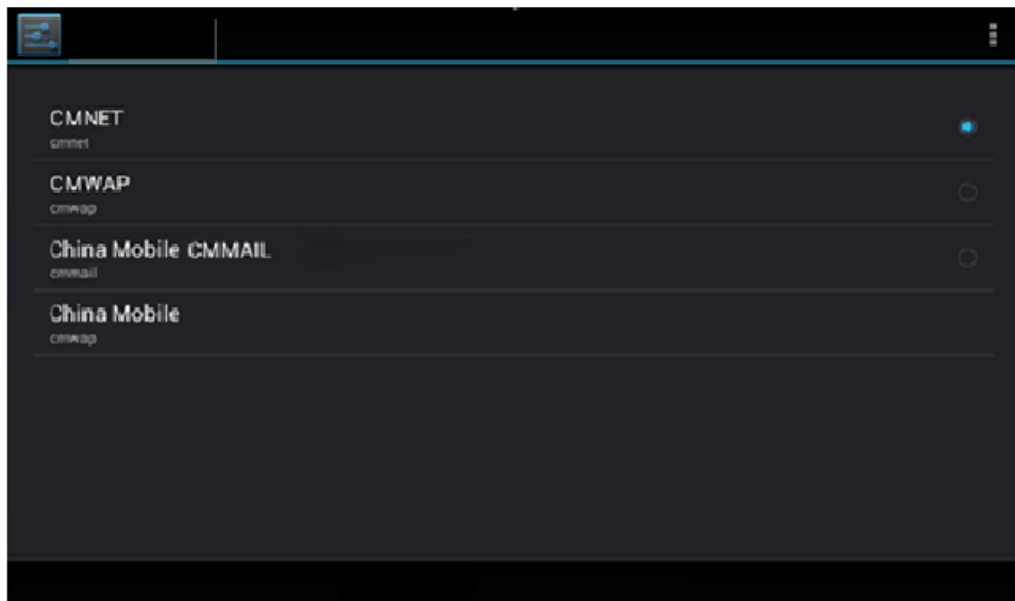 CMNET
cmnet
CMWAP
cmwap
China Mobile CMMAIL
cmmail
China Mobile
cmwap